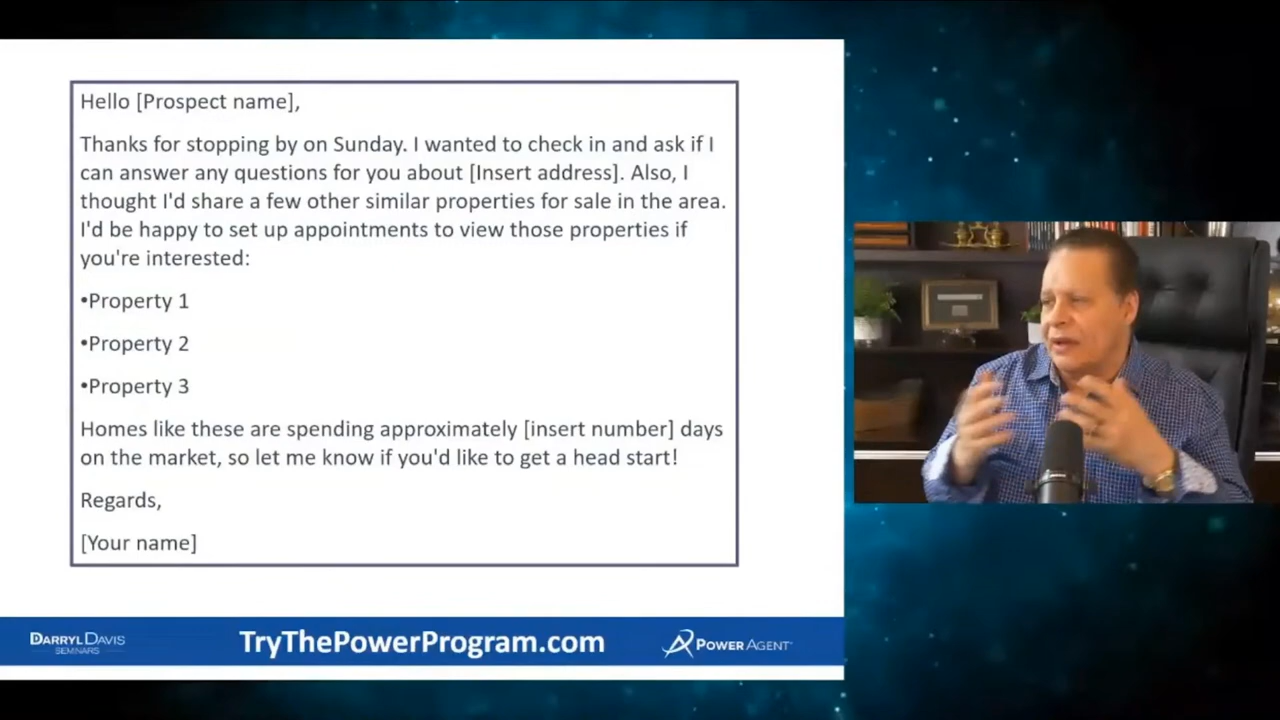 Hello [Prospect name],
Thanks for stopping by on Sunday. I wanted to check in and ask if I
can answer any questions for you about [Insert address]. Also, I
thought I'd share a few other similar properties for sale in the area.
I'd be happy to set up appointments to view those properties if
you're interested:
•Property 1
•Property 2
•Property 3
Homes like these are spending approximately [insert number] days
on the market, so let me know if you'd like to get a head start!
Regards,
[Your name]
DARRYL DAVIS
SEMINARS
TryThePowerProgram.com
POWER AGENT